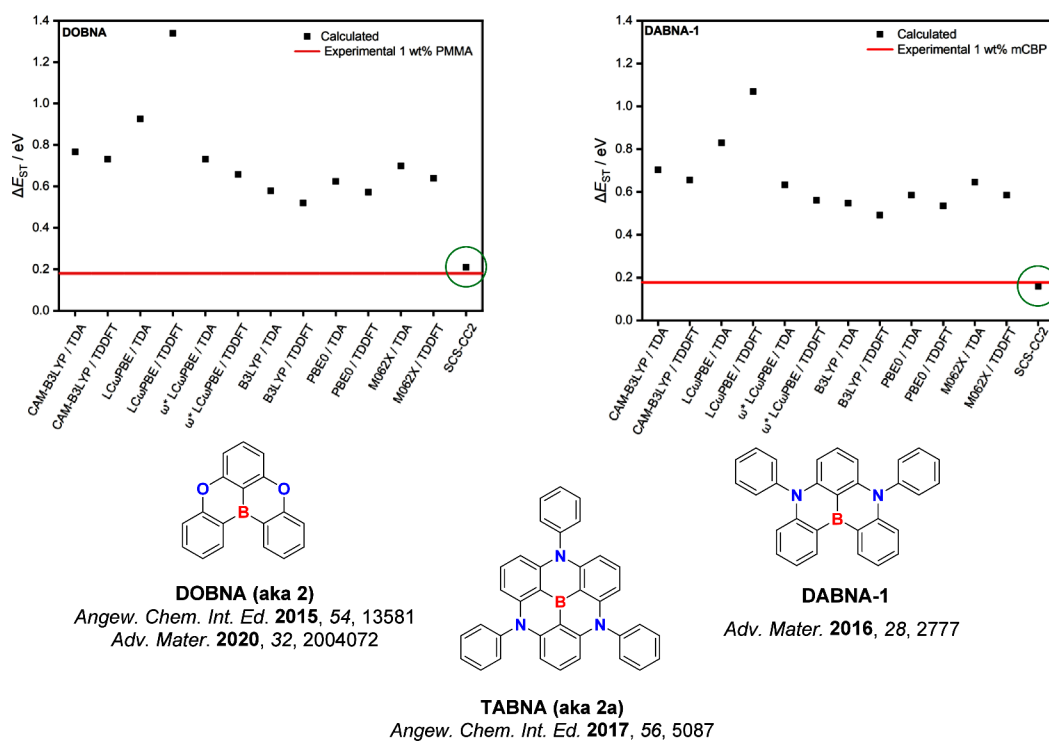 DOBNA
■ Calculated
Experimental 1 wt% PMMA
ΔE_ST / eV
1.4
1.2
1.0
0.8
0.6
0.4
0.2
0.0
CAM-B3LYP / TDA
CAM-B3LYP / TDDFT
LCωPBE / TDA
LCωPBE / TDDFT
ω* LCωPBE / TDA
ω* LCωPBE / TDDFT
B3LYP / TDA
B3LYP / TDDFT
PBE0 / TDA
PBE0 / TDDFT
M062X / TDA
M062X / TDDFT
SCS-CC2
DABNA-1
■ Calculated
Experimental 1 wt% mCBP
ΔE_ST / eV
1.4
1.2
1.0
0.8
0.6
0.4
0.2
0.0
CAM-B3LYP / TDA
CAM-B3LYP / TDDFT
LCωPBE / TDA
LCωPBE / TDDFT
ω* LCωPBE / TDA
ω* LCωPBE / TDDFT
B3LYP / TDA
B3LYP / TDDFT
PBE0 / TDA
PBE0 / TDDFT
M062X / TDA
M062X / TDDFT
SCS-CC2
O O
B
DOBNA (aka 2)
Angew. Chem. Int. Ed. 2015, 54, 13581
Adv. Mater. 2020, 32, 2004072
N
B
N N
TABNA (aka 2a)
Angew. Chem. Int. Ed. 2017, 56, 5087
N N
B
DABNA-1
Adv. Mater. 2016, 28, 2777